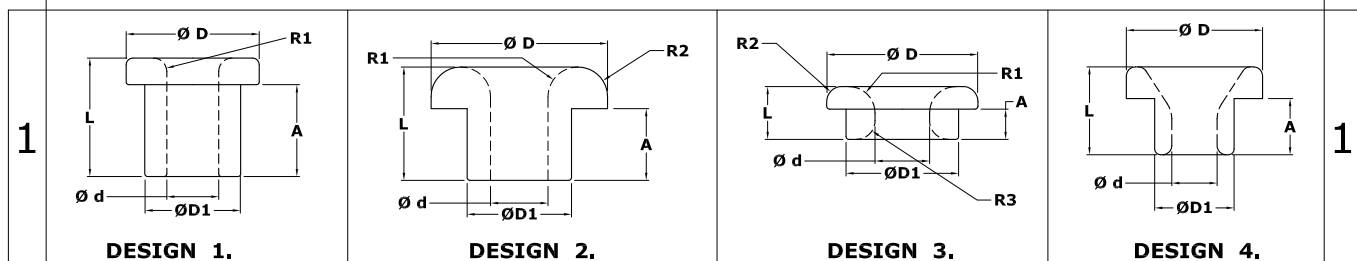 1
Ø D
R1
L
A
Ø d
ØD1
DESIGN 1.
Ø D
R1
R2
L
A
Ø d
ØD1
DESIGN 2.
Ø D
R2
R1
A
L
Ø d
ØD1
R3
DESIGN 3.
Ø D
L
A
Ø d
ØD1
DESIGN 4.
1